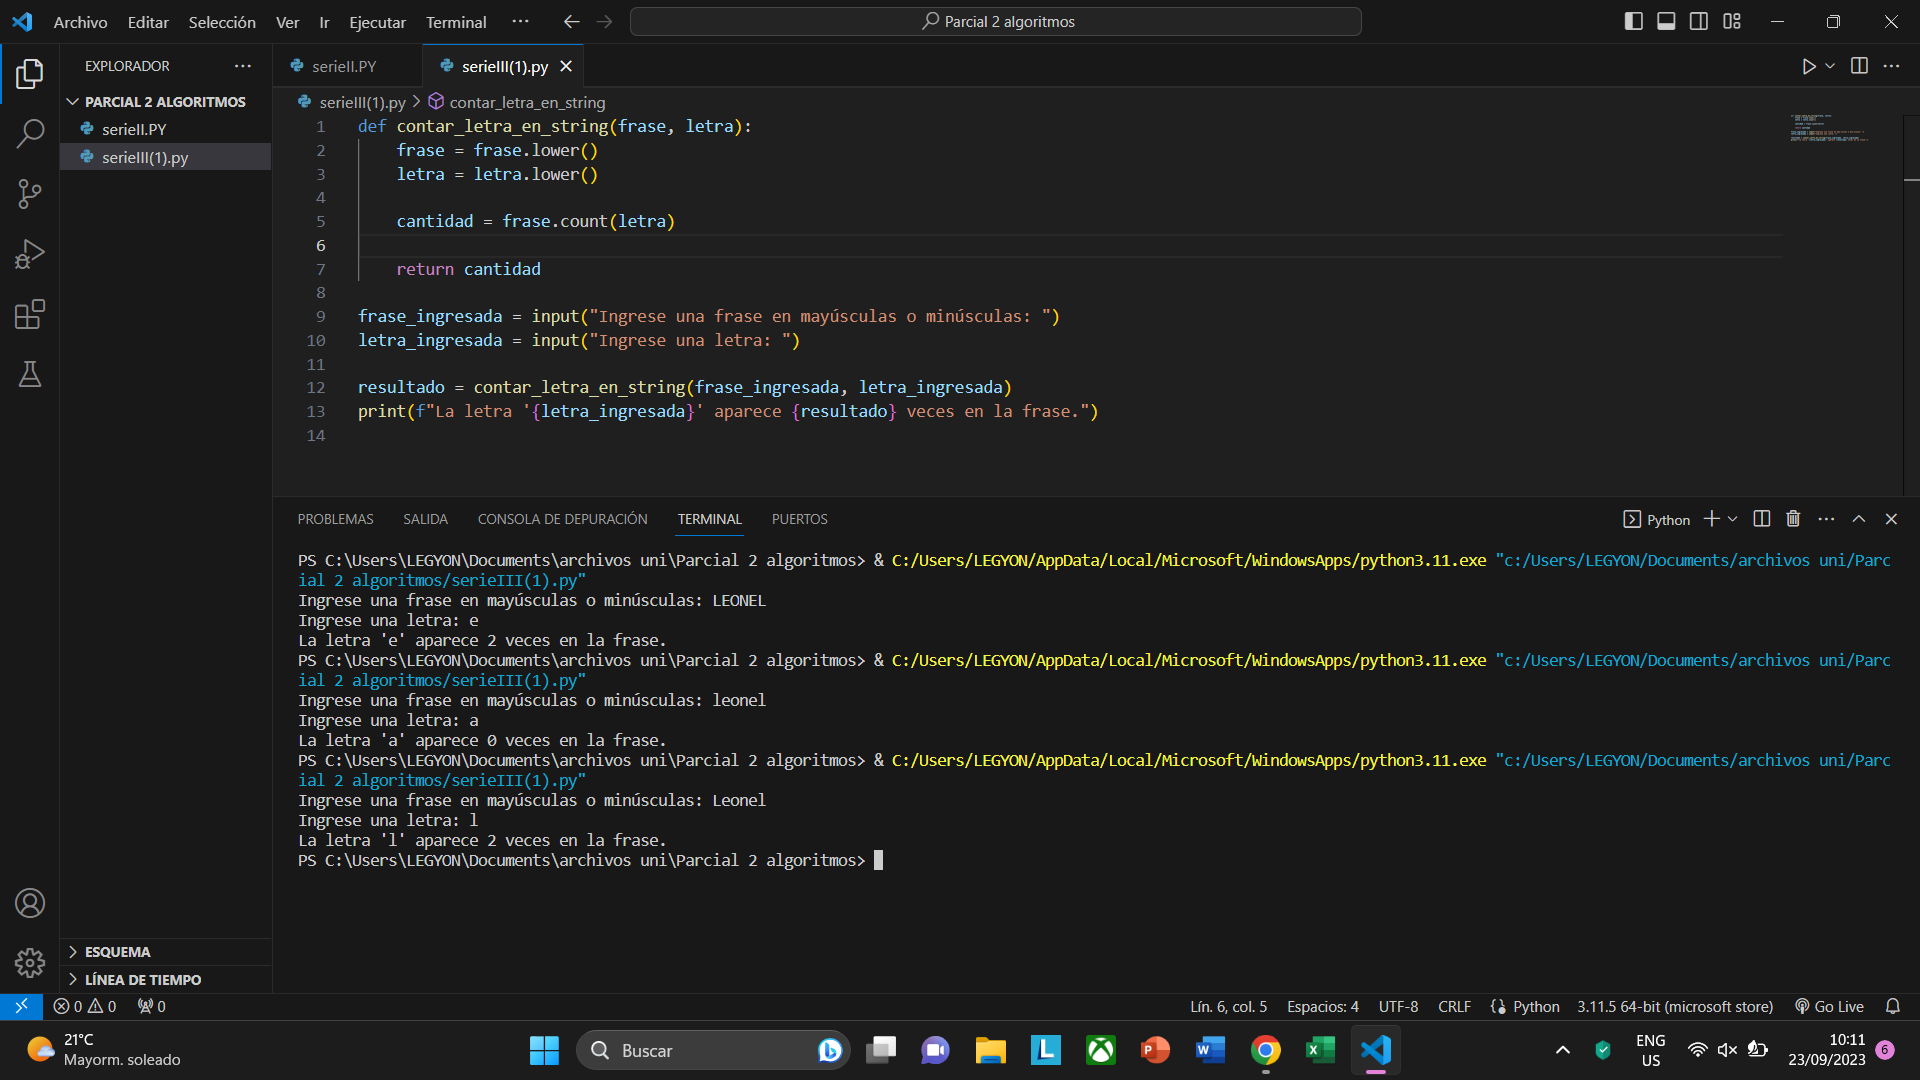 Archivo Editar Selección Ver Ir Ejecutar Terminal ··· Parcial 2 algoritmos
EXPLORADOR ···
PARCIAL 2 ALGORITMOS
serieII.PY
serieIII(1).py
ESQUEMA
LÍNEA DE TIEMPO
serieII.PY serieIII(1).py
serieIII(1).py > contar_letra_en_string
1 def contar_letra_en_string(frase, letra):
2 frase = frase.lower()
3 letra = letra.lower()
4
5 cantidad = frase.count(letra)
6
7 return cantidad
8
9 frase_ingresada = input("Ingrese una frase en mayúsculas o minúsculas: ")
10 letra_ingresada = input("Ingrese una letra: ")
11
12 resultado = contar_letra_en_string(frase_ingresada, letra_ingresada)
13 print(f"La letra '{letra_ingresada}' aparece {resultado} veces en la frase.")
14
PROBLEMAS SALIDA CONSOLA DE DEPURACIÓN TERMINAL PUERTOS Python
PS C:\Users\LEGYON\Documents\archivos uni\Parcial 2 algoritmos> & C:/Users/LEGYON/AppData/Local/Microsoft/WindowsApps/python3.11.exe "c:/Users/LEGYON/Documents/archivos uni/Parc
ial 2 algoritmos/serieIII(1).py"
Ingrese una frase en mayúsculas o minúsculas: LEONEL
Ingrese una letra: e
La letra 'e' aparece 2 veces en la frase.
PS C:\Users\LEGYON\Documents\archivos uni\Parcial 2 algoritmos> & C:/Users/LEGYON/AppData/Local/Microsoft/WindowsApps/python3.11.exe "c:/Users/LEGYON/Documents/archivos uni/Parc
ial 2 algoritmos/serieIII(1).py"
Ingrese una frase en mayúsculas o minúsculas: leonel
Ingrese una letra: a
La letra 'a' aparece 0 veces en la frase.
PS C:\Users\LEGYON\Documents\archivos uni\Parcial 2 algoritmos> & C:/Users/LEGYON/AppData/Local/Microsoft/WindowsApps/python3.11.exe "c:/Users/LEGYON/Documents/archivos uni/Parc
ial 2 algoritmos/serieIII(1).py"
Ingrese una frase en mayúsculas o minúsculas: Leonel
Ingrese una letra: l
La letra 'l' aparece 2 veces en la frase.
PS C:\Users\LEGYON\Documents\archivos uni\Parcial 2 algoritmos>
0 0 0 Lín. 6, col. 5 Espacios: 4 UTF-8 CRLF Python 3.11.5 64-bit (microsoft store) Go Live
21°C
Mayorm. soleado
Buscar
ENG
US
10:11
23/09/2023
6